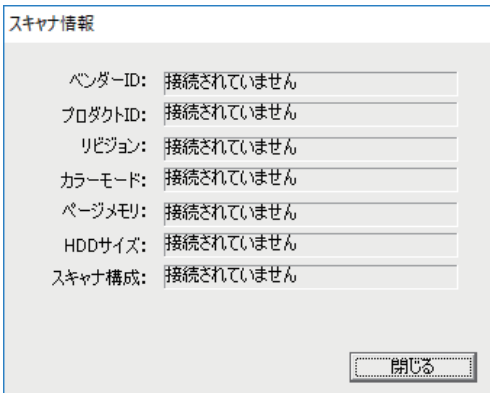 スキャナ情報
ベンダーID: 接続されていません
プロダクトID: 接続されていません
リビジョン: 接続されていません
カラーモード: 接続されていません
ページメモリ: 接続されていません
HDDサイズ: 接続されていません
スキャナ構成: 接続されていません
閉じる